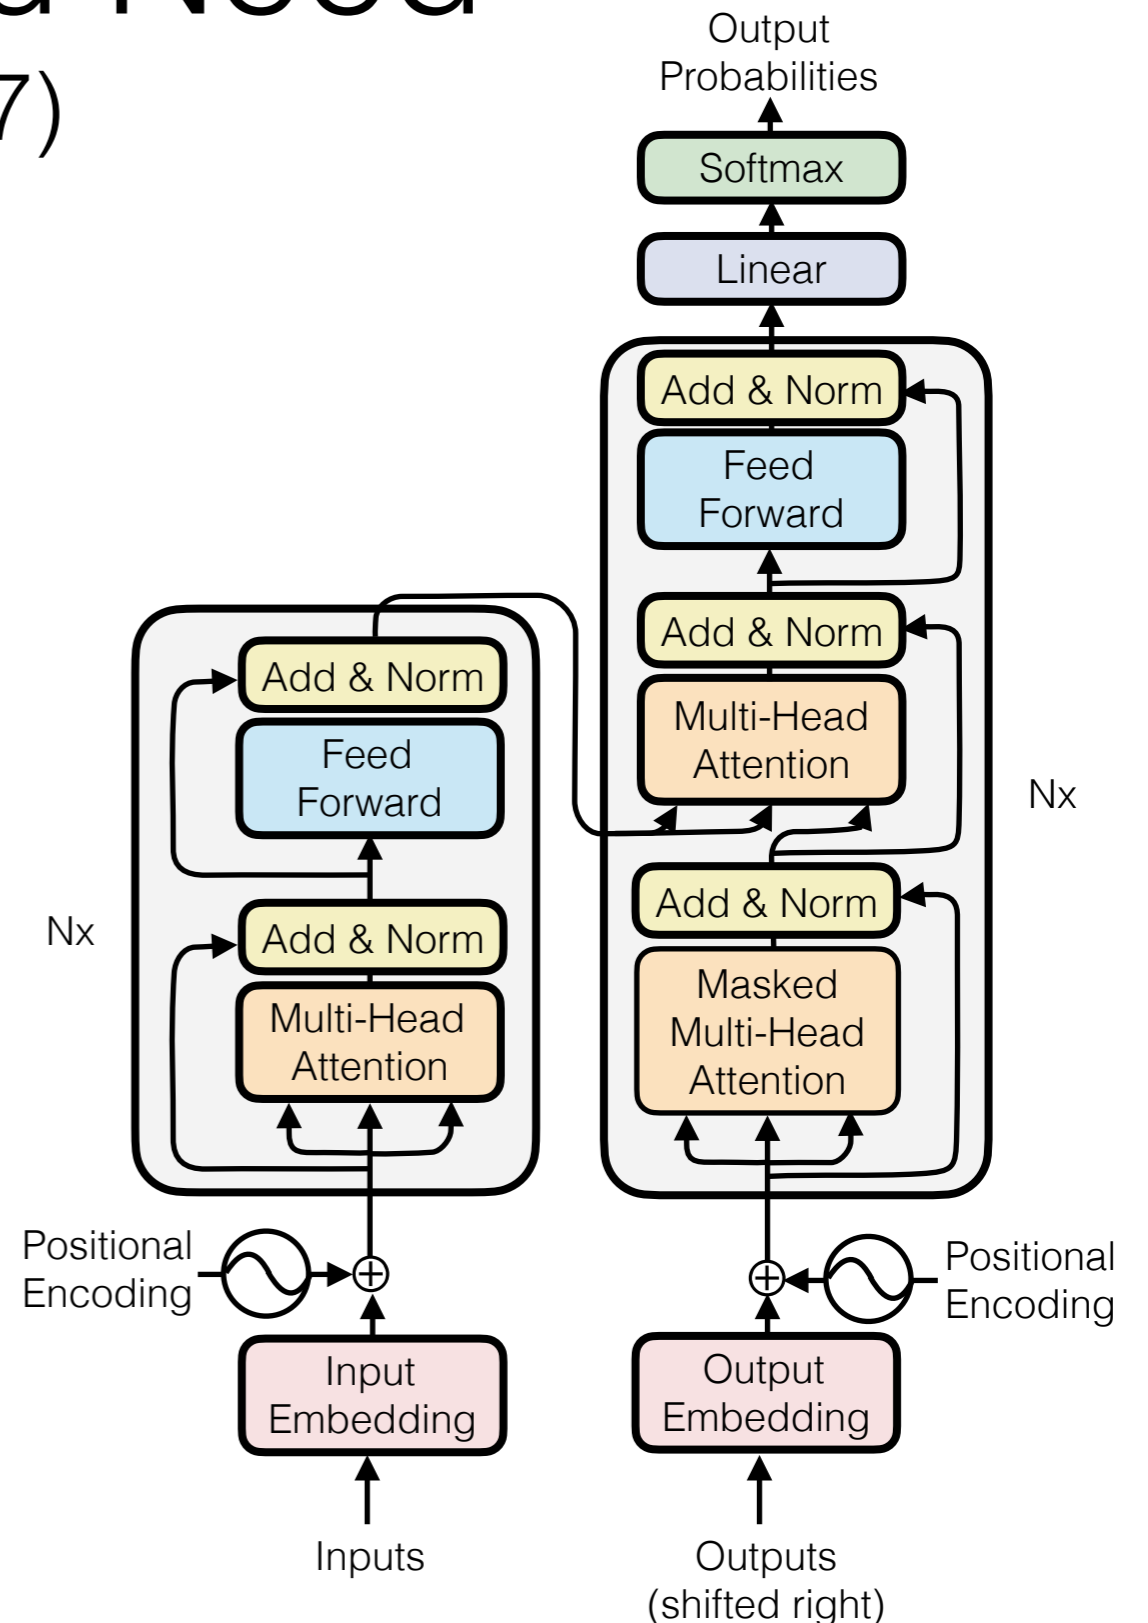 7)
Output
Probabilities
Softmax
Linear
Add & Norm
Feed
Forward
Add & Norm
Multi-Head
Attention
Nx
Add & Norm
Masked
Multi-Head
Attention
Add & Norm
Feed
Forward
Nx
Add & Norm
Multi-Head
Attention
Positional
Encoding
Positional
Encoding
Input
Embedding
Output
Embedding
Inputs
Outputs
(shifted right)